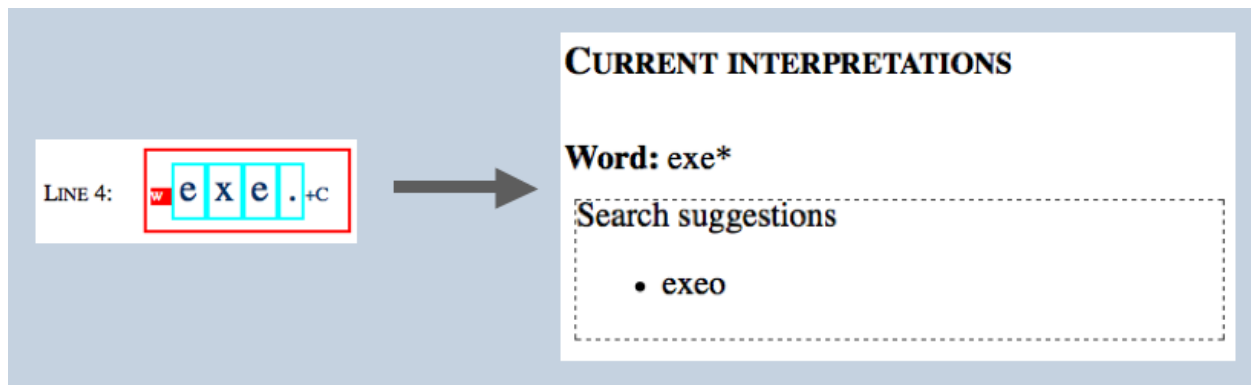 LINE 4: w e x e . +C
CURRENT INTERPRETATIONS
Word: exe*
Search suggestions
• exeo